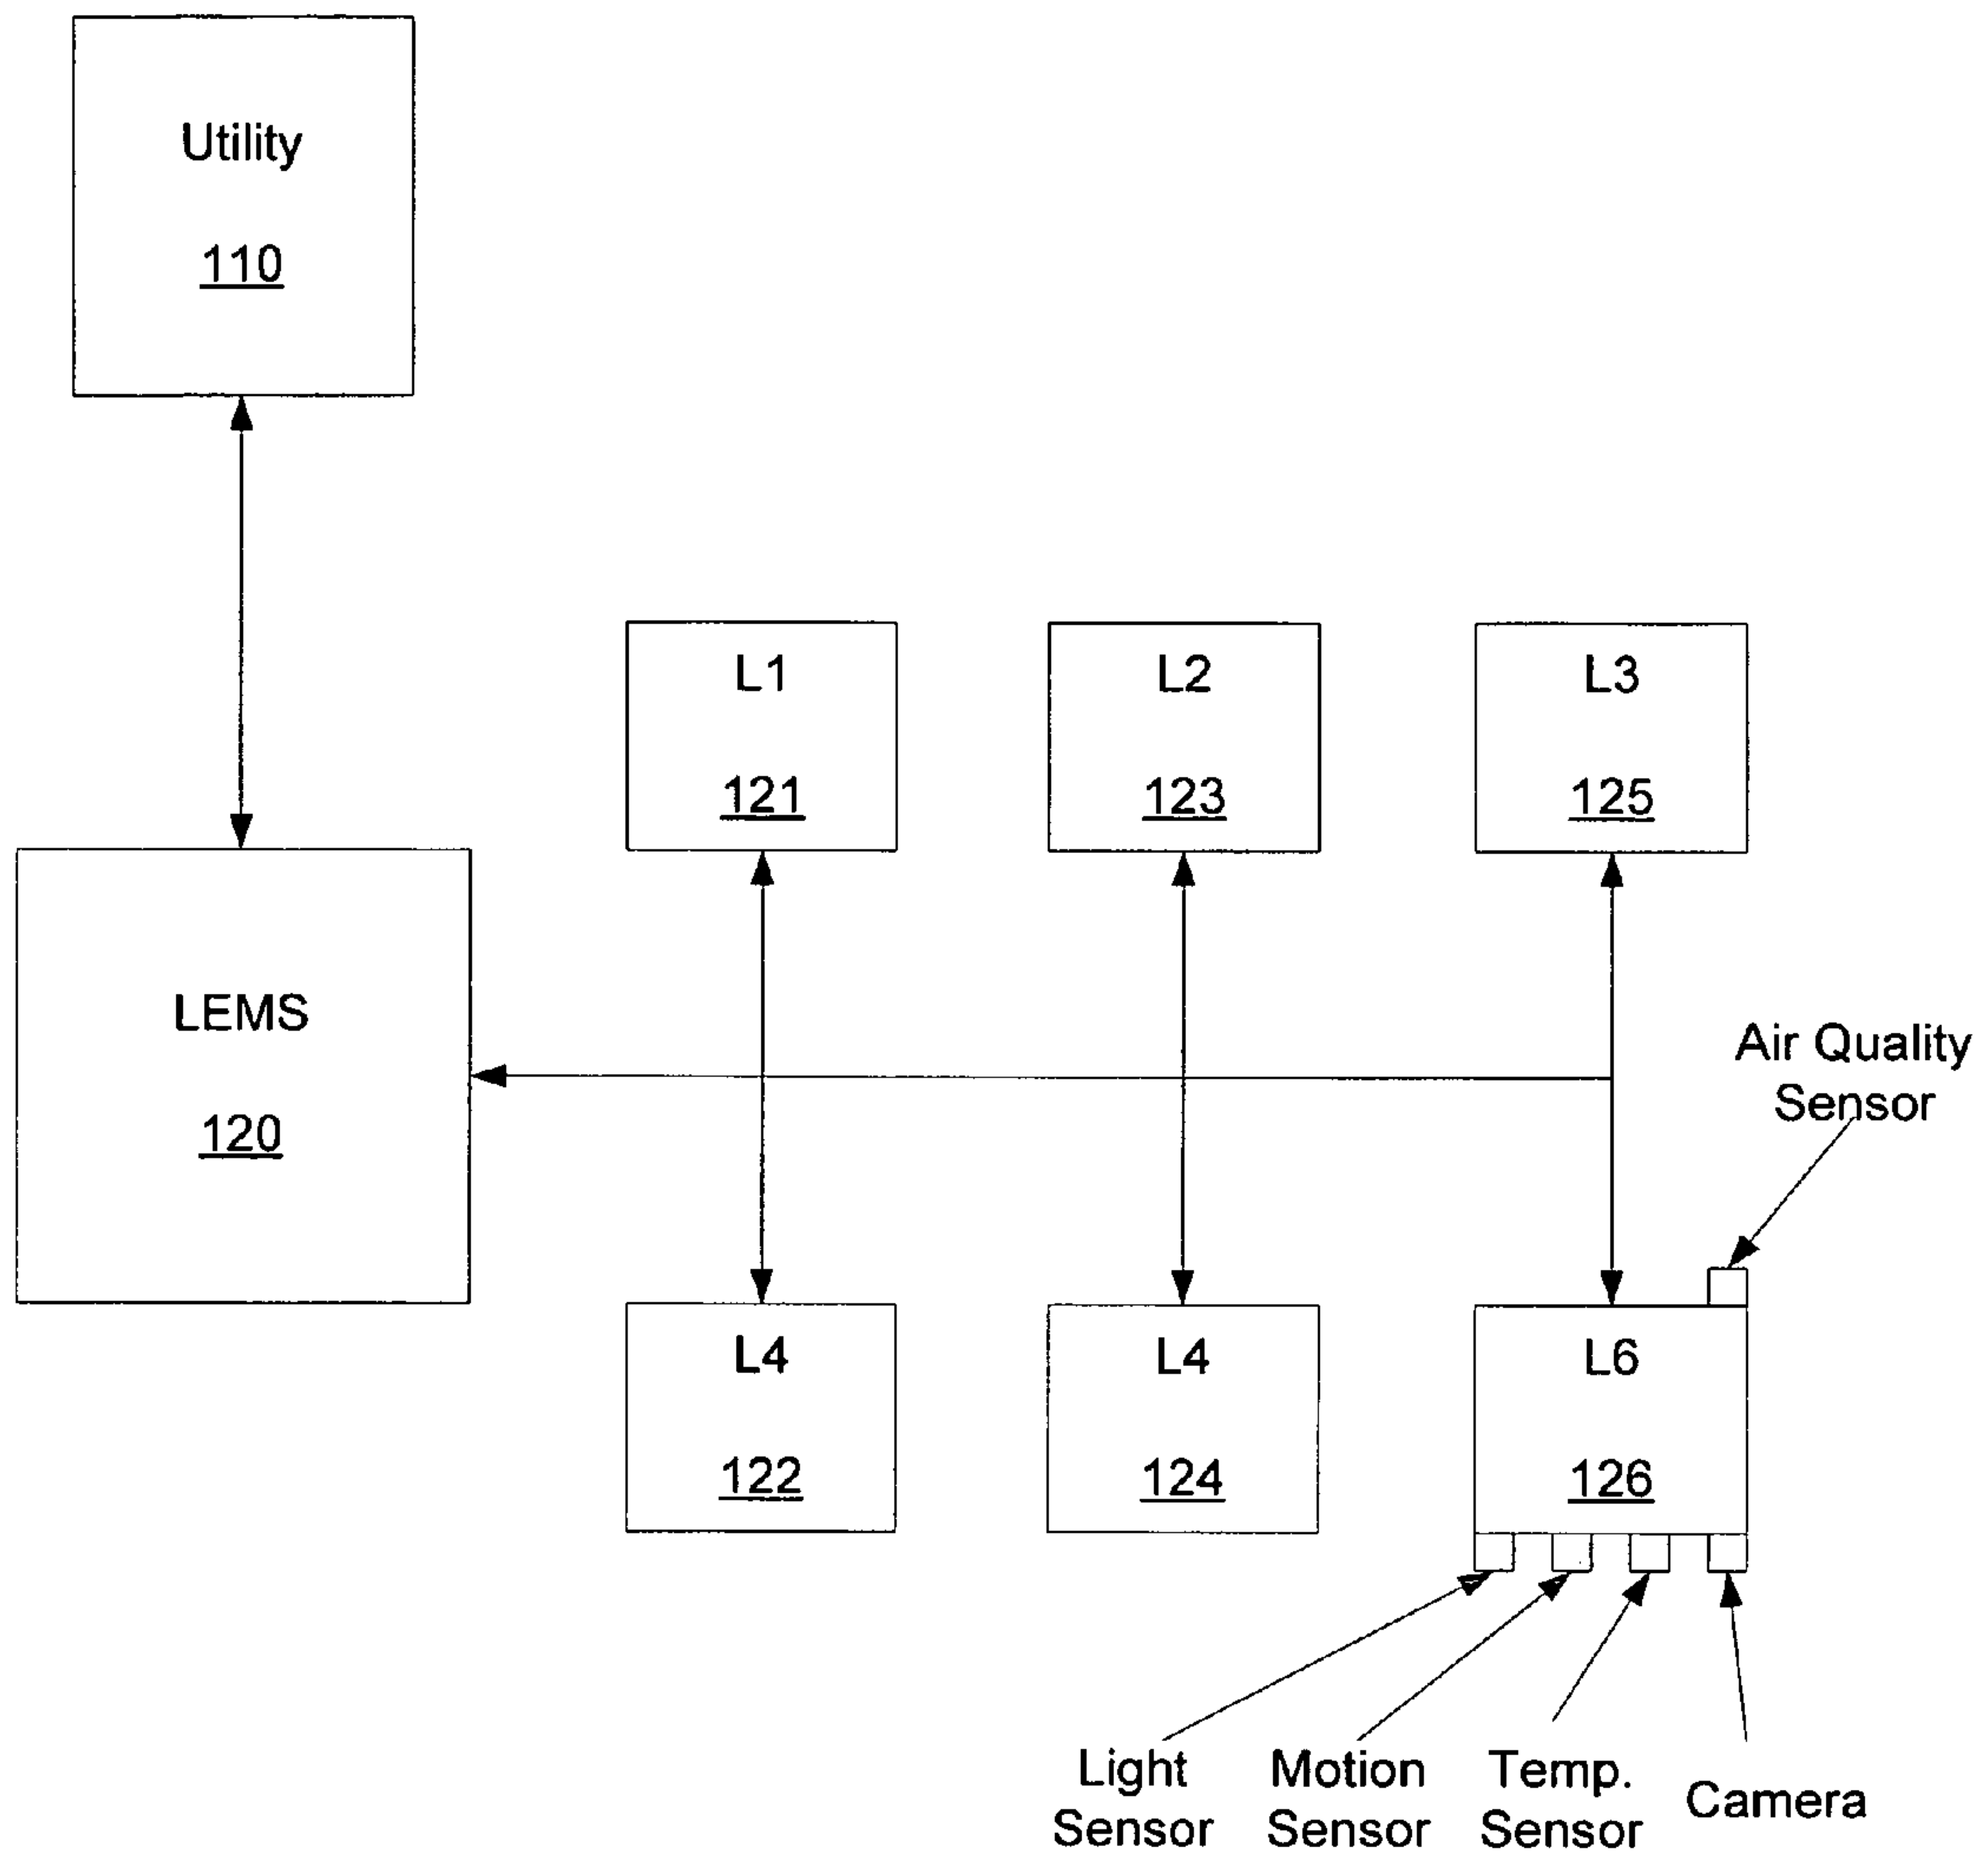 Utility
110
L1
121
L2
123
L3
125
LEMS
120
Air Quality
Sensor
L4
122
L4
124
L6
126
Light
Sensor
Motion
Sensor
Temp.
Sensor
Camera